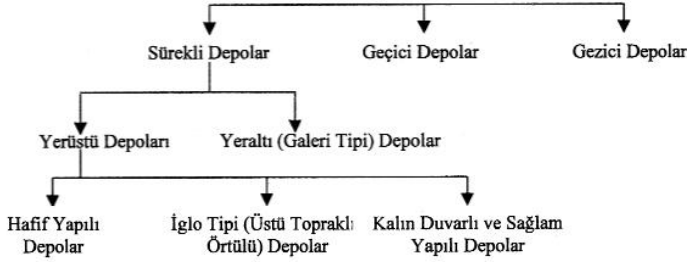 Sürekli Depolar
Geçici Depolar
Gezici Depolar
Yerüstü Depoları
Yeraltı (Galeri Tipi) Depolar
Hafif Yapılı
Depolar
İglo Tipi (Üstü Topraklı
Örtülü) Depolar
Kalın Duvarlı ve Sağlam
Yapılı Depolar